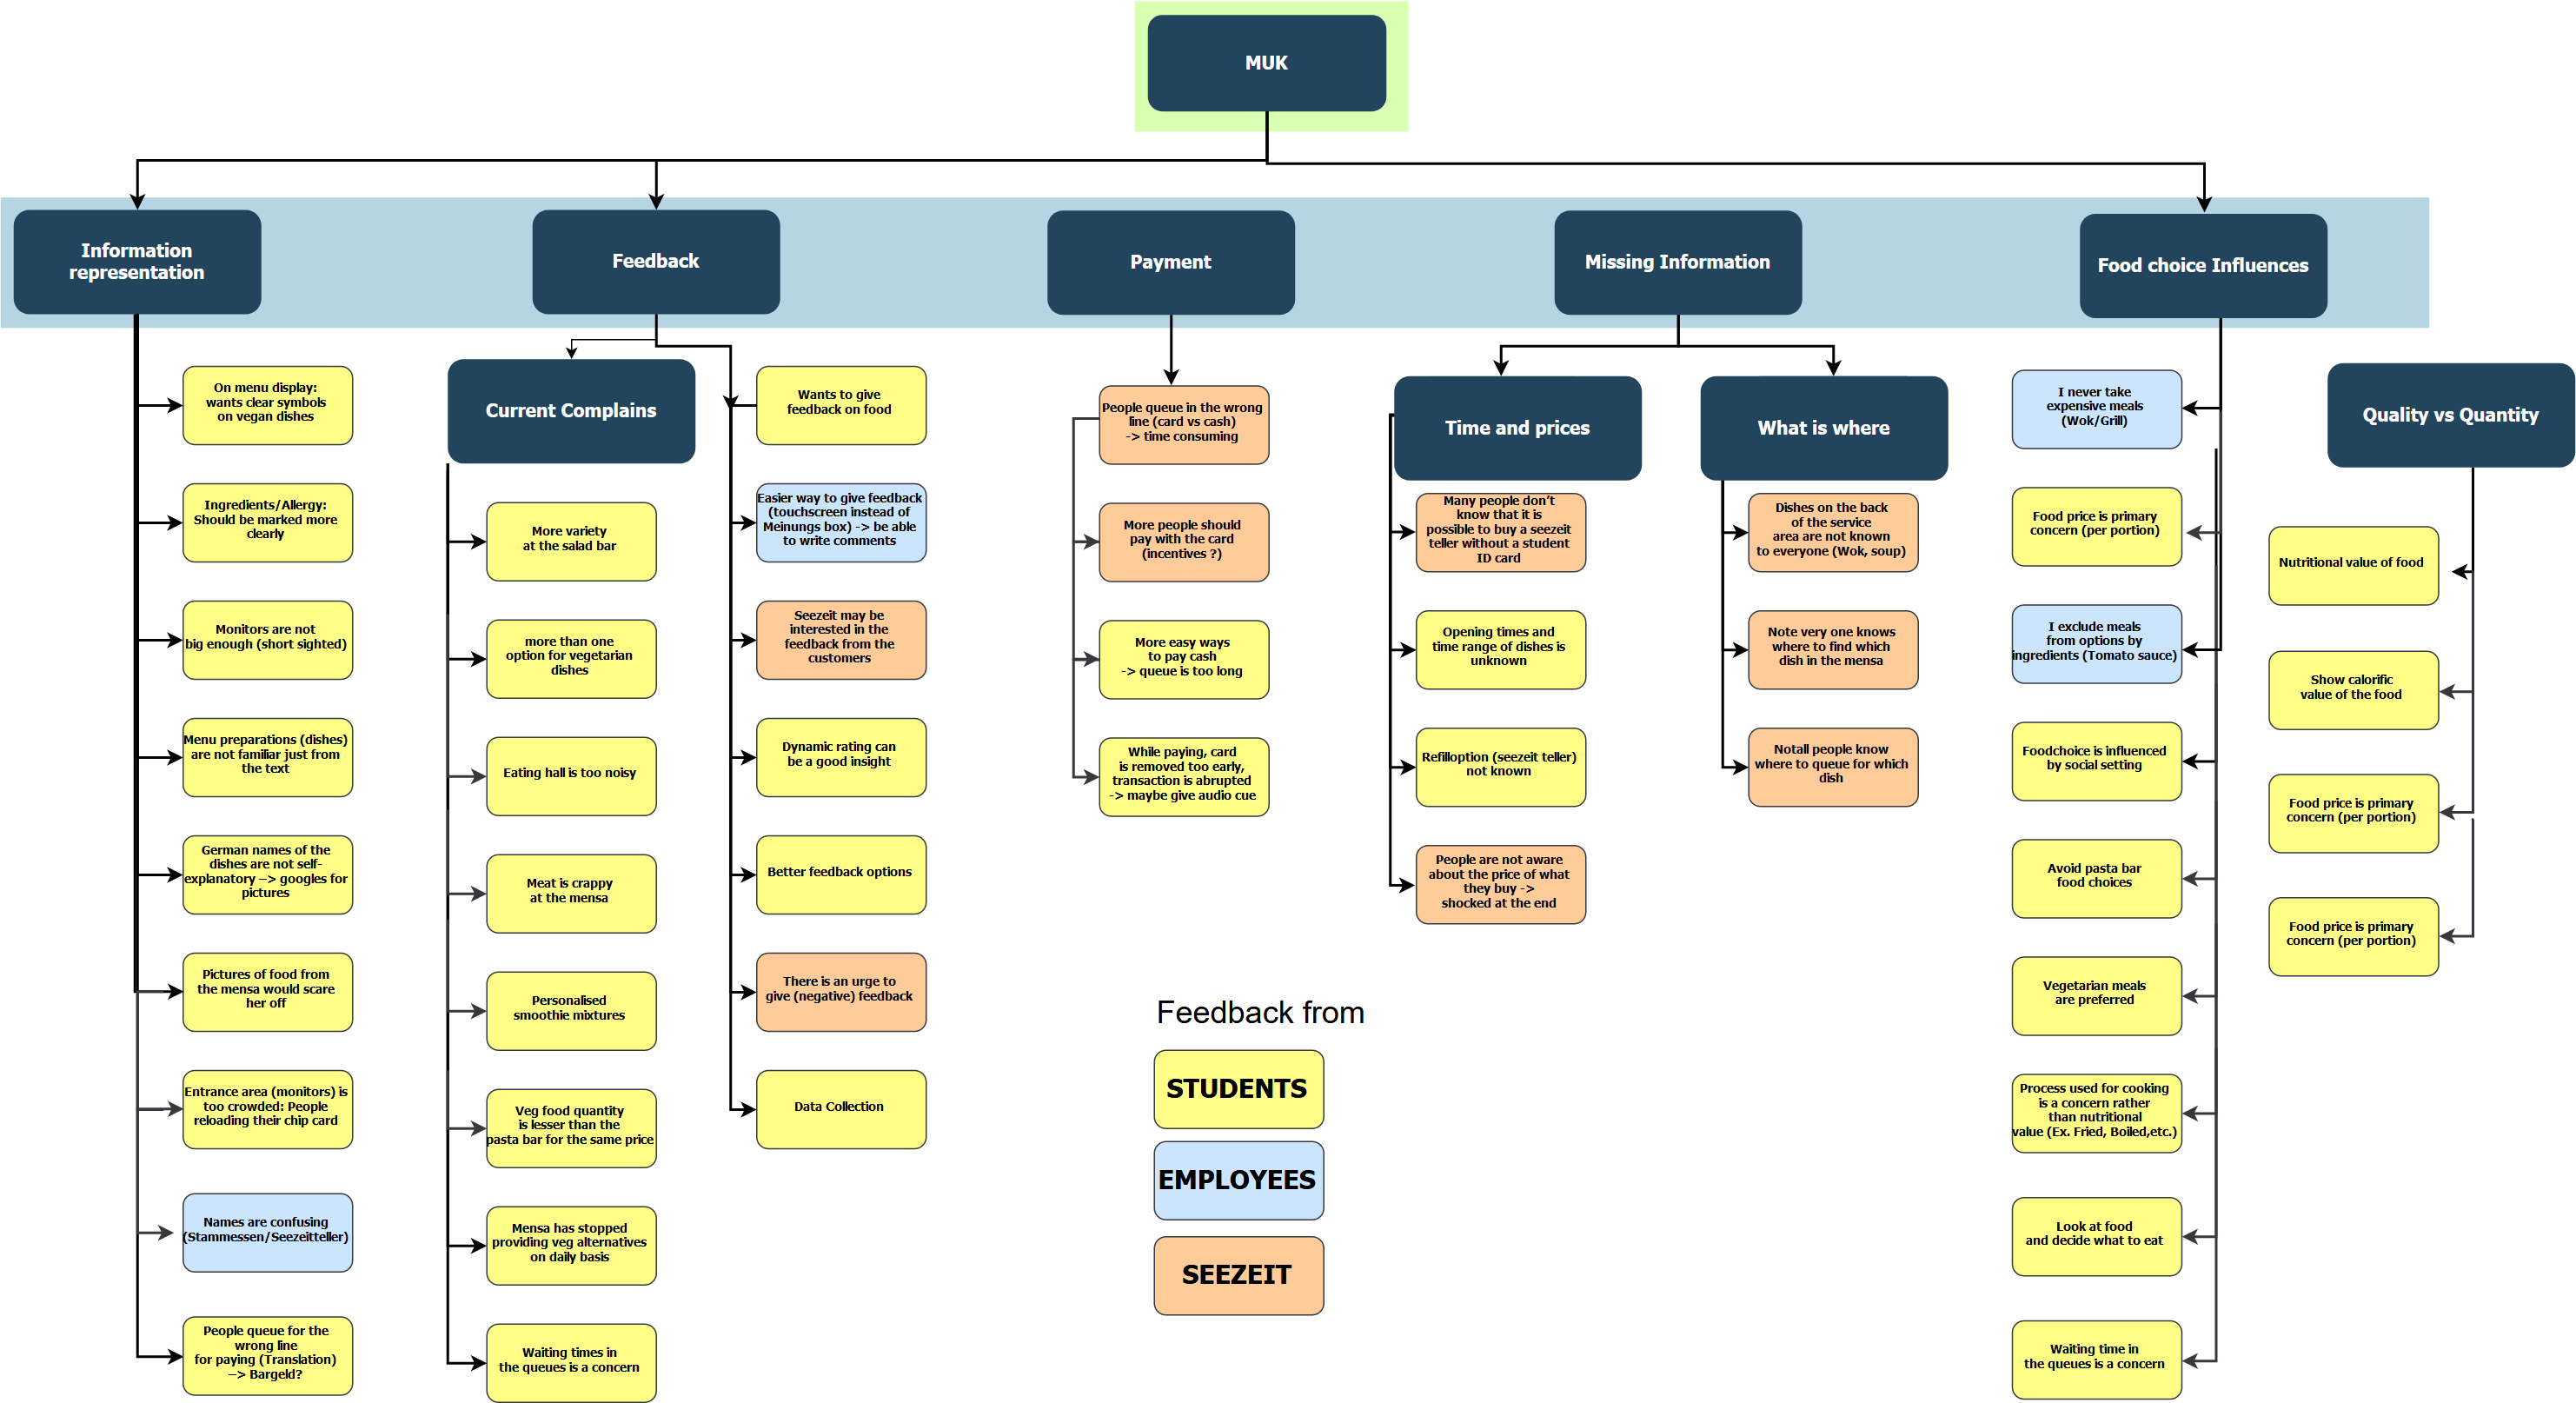 MUK
Information
representation
Feedback
Payment
Missing Information
Food choice Influences
On menu display:
wants clear symbols
on vegan dishes
Ingredients/Allergy:
Should be marked more
clearly
Monitors are not
big enough (short sighted)
Menu preparations (dishes)
are not familiar just from
the text
German names of the
dishes are not self-
explanatory —> googles for
pictures
Pictures of food from
the mensa would scare
her off
Entrance area (monitors) is
too crowded: People
reloading their chip card
Names are confusing
(Stammessen/Seezeitteller)
People queue for the
wrong line
for paying (Translation)
—> Bargeld?
Current Complains
More variety
at the salad bar
more than one
option for vegetarian
dishes
Eating hall is too noisy
Meat is crappy
at the mensa
Personalised
smoothie mixtures
Veg food quantity
is lesser than the
pasta bar for the same price
Mensa has stopped
providing veg alternatives
on daily basis
Waiting times in
the queues is a concern
Wants to give
feedback on food
Easier way to give feedback
(touchscreen instead of
Meinungs box) -> be able
to write comments
Seezeit may be
interested in the
feedback from the
customers
Dynamic rating can
be a good insight
Better feedback options
There is an urge to
give (negative) feedback
Data Collection
People queue in the wrong
line (card vs cash)
-> time consuming
More people should
pay with the card
(incentives ?)
More easy ways
to pay cash
-> queue is too long
While paying, card
is removed too early,
transaction is abrupted
-> maybe give audio cue
Time and prices
Many people don’t
know that it is
possible to buy a seezeit
teller without a student
ID card
Opening times and
time range of dishes is
unknown
Refilloption (seezeit teller)
not known
People are not aware
about the price of what
they buy ->
shocked at the end
What is where
Dishes on the back
of the service
area are not known
to everyone (Wok, soup)
Note very one knows
where to find which
dish in the mensa
Notall people know
where to queue for which
dish
I never take
expensive meals
(Wok/Grill)
Food price is primary
concern (per portion)
I exclude meals
from options by
ingredients (Tomato sauce)
Foodchoice is influenced
by social setting
Avoid pasta bar
food choices
Vegetarian meals
are preferred
Process used for cooking
is a concern rather
than nutritional
value (Ex. Fried, Boiled,etc.)
Look at food
and decide what to eat
Waiting time in
the queues is a concern
Quality vs Quantity
Nutritional value of food
Show calorific
value of the food
Food price is primary
concern (per portion)
Food price is primary
concern (per portion)
Feedback from
STUDENTS
EMPLOYEES
SEEZEIT